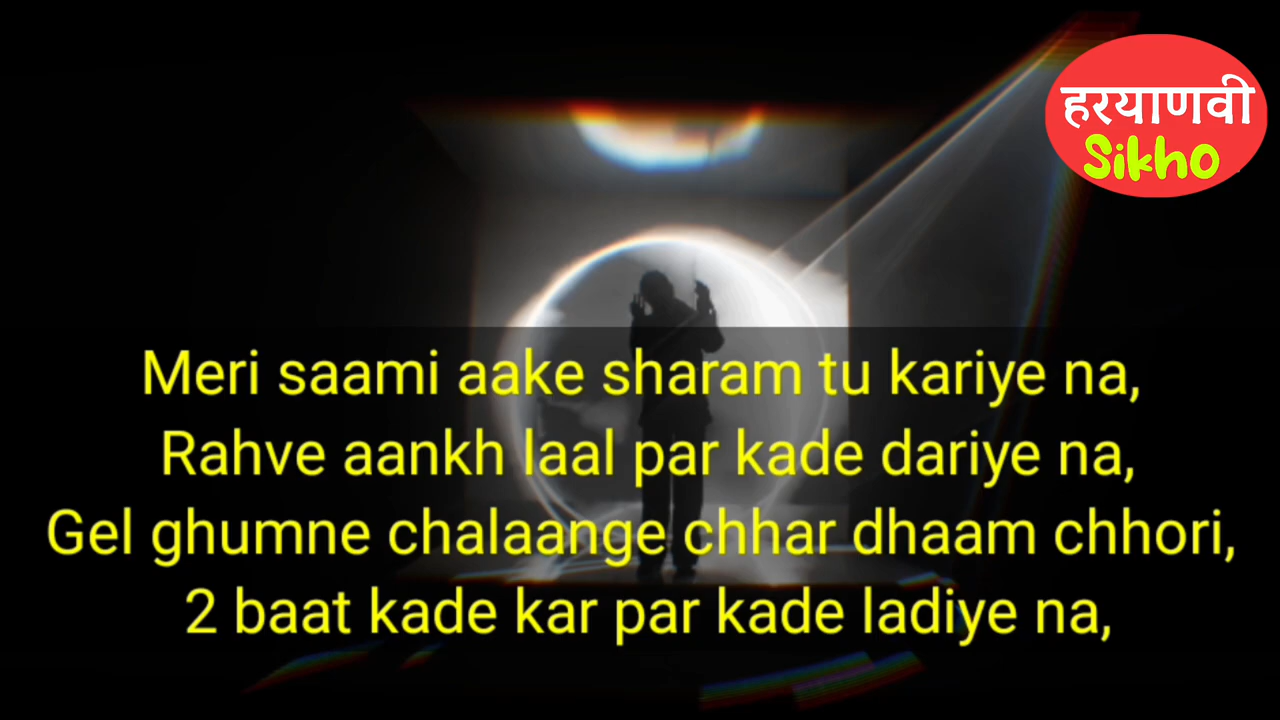 हरयाणवी
Sikho
Meri saami aake sharam tu kariye na,
Rahve aankh laal par kade dariye na,
Gel ghumne chalaange chhar dhaam chhori,
2 baat kade kar par kade ladiye na,